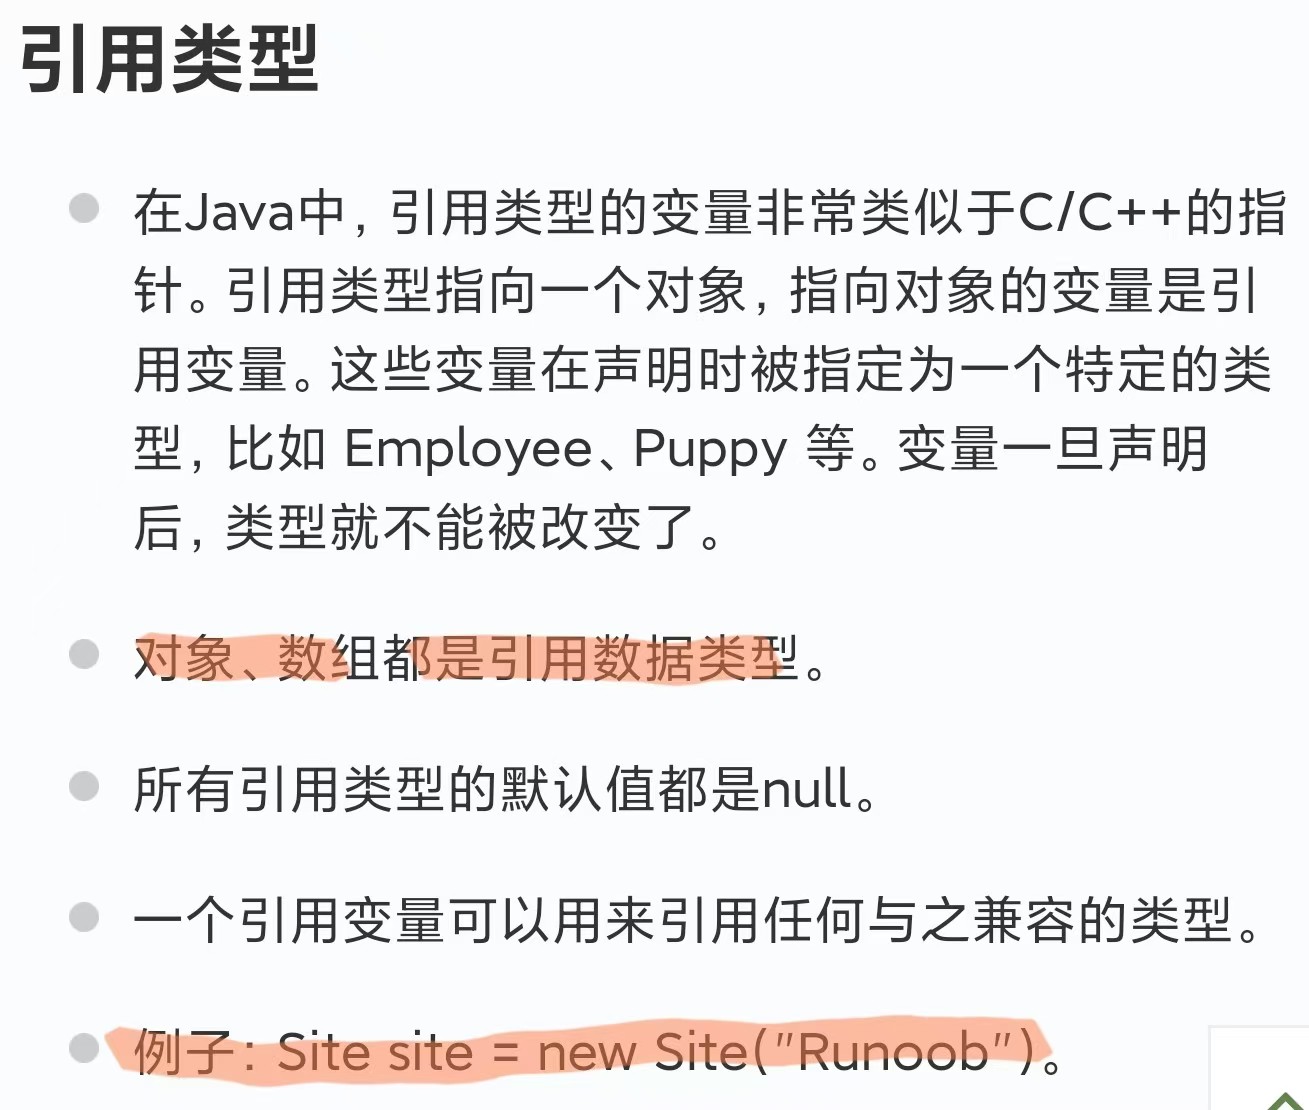 引用类型
在Java中，引用类型的变量非常类似于C/C++的指
针。引用类型指向一个对象，指向对象的变量是引
用变量。这些变量在声明时被指定为一个特定的类
型，比如 Employee、Puppy 等。变量一旦声明
后，类型就不能被改变了。
对象、数组都是引用数据类型。
所有引用类型的默认值都是null。
一个引用变量可以用来引用任何与之兼容的类型。
例子：Site site = new Site("Runoob")。